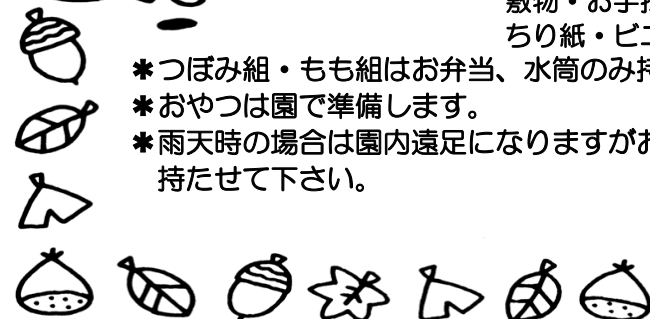 敷物・お手拭
ちり紙・ビニ
＊つぼみ組・もも組はお弁当、水筒のみ持
＊おやつは園で準備します。
＊雨天時の場合は園内遠足になりますがお
持たせて下さい。